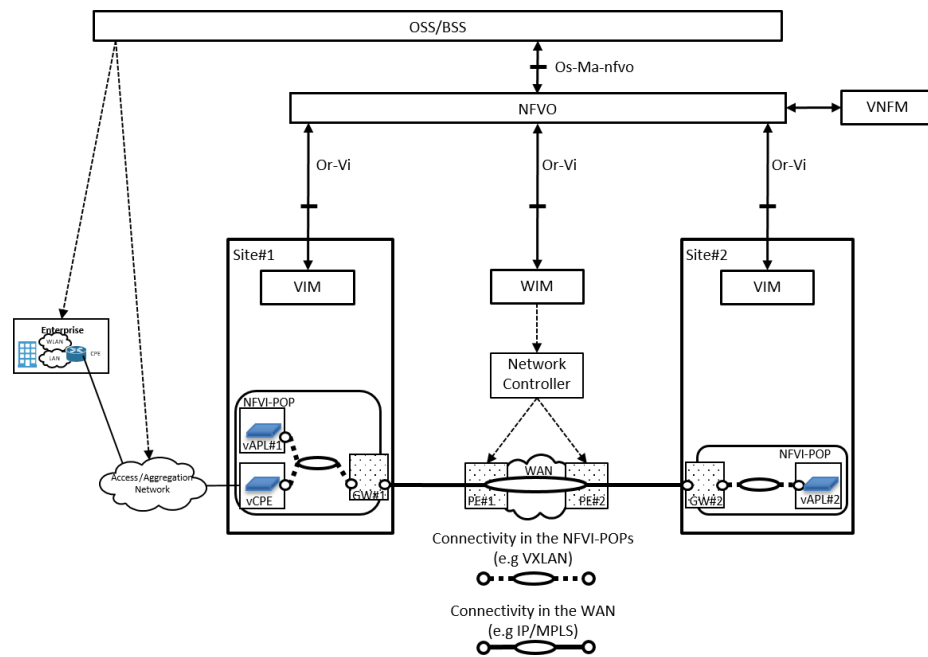 OSS/BSS
Os-Ma-nfvo
NFVO
VNFM
Or-Vi
Or-Vi
Or-Vi
Site#1
VIM
WIM
Site#2
VIM
Enterprise
WLAN
CPE
LAN
Network
Controller
NFVI-POP
vAPL#1
Access/Aggregation
Network
vCPE
GW#1
WAN
PE#1
PE#2
NFVI-POP
GW#2
vAPL#2
Connectivity in the NFVI-POPs
(e.g VXLAN)
Connectivity in the WAN
(e.g IP/MPLS)